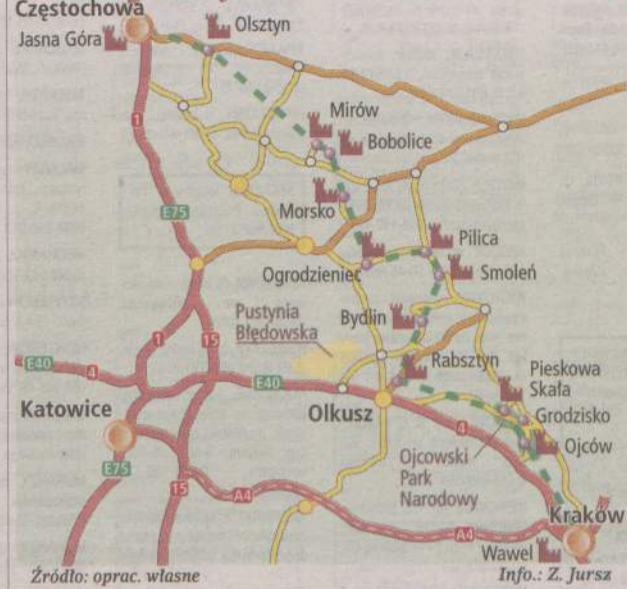 Częstochowa
Jasna Góra
Olsztyn
Mirów
Bobolice
1
E75
Morsko
Pilica
Ogrodzieniec
Smoleń
Pustynia
Błędowska
Bydlin
1
15
Rabsztyn
E40
4
E40
Pieskowa
Skała
Katowice
Olkusz
Grodzisko
4
Ojców
Ojcowski
Park
Narodowy
E75
15
A4
A4
Kraków
Wawel
Źródło: oprac. własne
Info.: Z. Jursz